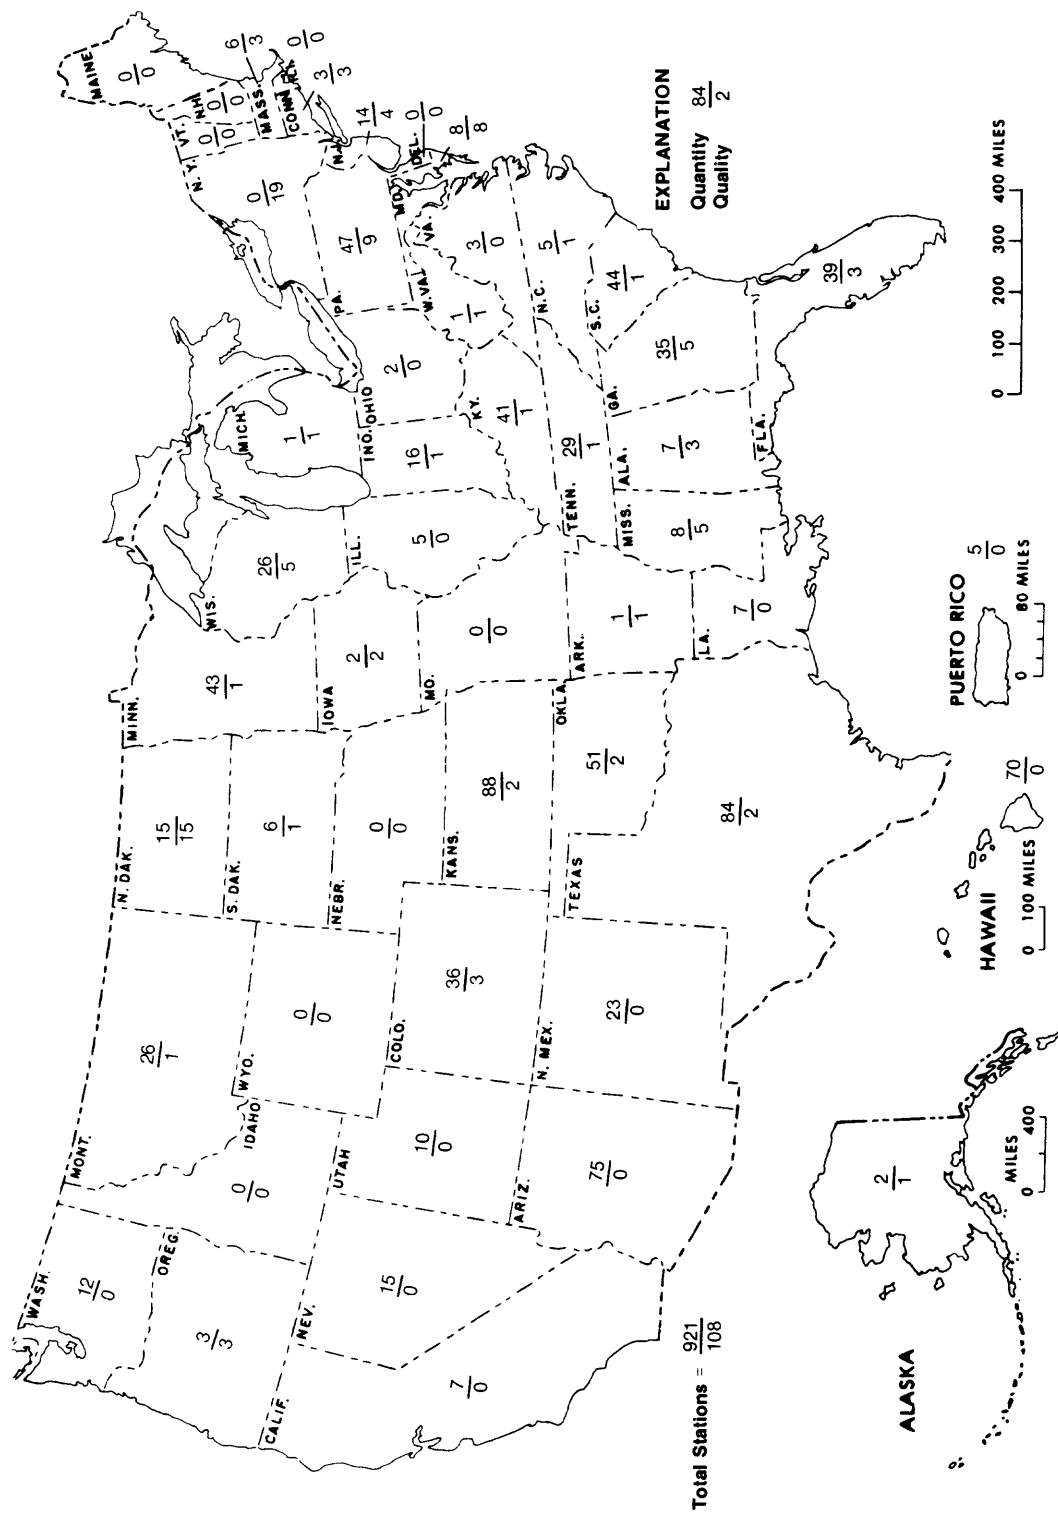 WASH.
12
0
OREG.
3
3
CALIF.
7
0
NEV.
15
0
IDAHO
0
0
MONT.
26
1
WYO.
0
0
UTAH
10
0
ARIZ.
75
0
COLO.
36
3
N. MEX.
23
0
N. DAK.
15
15
S. DAK.
6
1
NEBR.
0
0
KANS.
88
2
OKLA.
51
2
TEXAS
84
2
MINN.
43
1
IOWA
2
2
MO.
0
0
ARK.
1
1
LA.
7
0
WIS.
26
5
ILL.
5
0
MICH.
1
1
IND.
16
1
OHIO
2
0
KY.
41
1
TENN.
29
1
MISS.
8
5
ALA.
7
3
GA.
35
5
FLA.
39
3
S.C.
44
1
N.C.
5
1
VA.
3
0
W.VA.
1
1
PA.
47
9
N.Y.
0
19
VT.
0
0
N.H.
0
0
MAINE
0
0
MASS.
6
3
R.I.
0
0
CONN.
3
3
N.J.
14
4
DEL.
0
0
MD.
8
8
EXPLANATION
Quantity 84
Quality 2
0 100 200 300 400 MILES
Total Stations = 921
108
ALASKA
2
1
MILES
0 400
HAWAII
70
0
0 100 MILES
PUERTO RICO
5
0
0 80 MILES